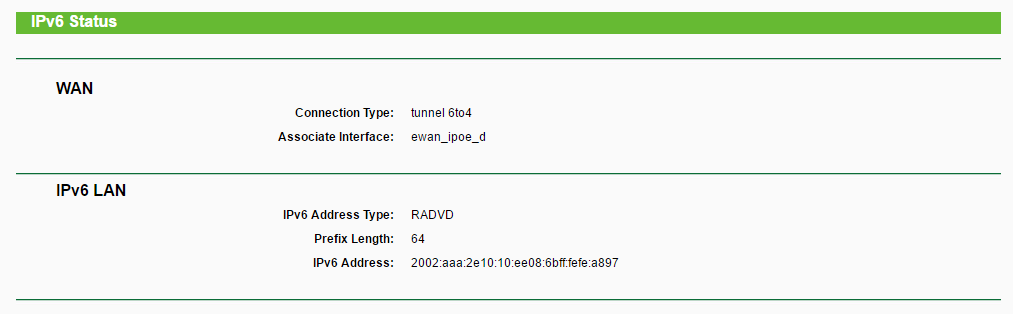 IPv6 Status
WAN
Connection Type: tunnel 6to4
Associate Interface: ewan_ipoe_d
IPv6 LAN
IPv6 Address Type: RADVD
Prefix Length: 64
IPv6 Address: 2002:aaa:2e10:10:ee08:6bff:fefe:a897